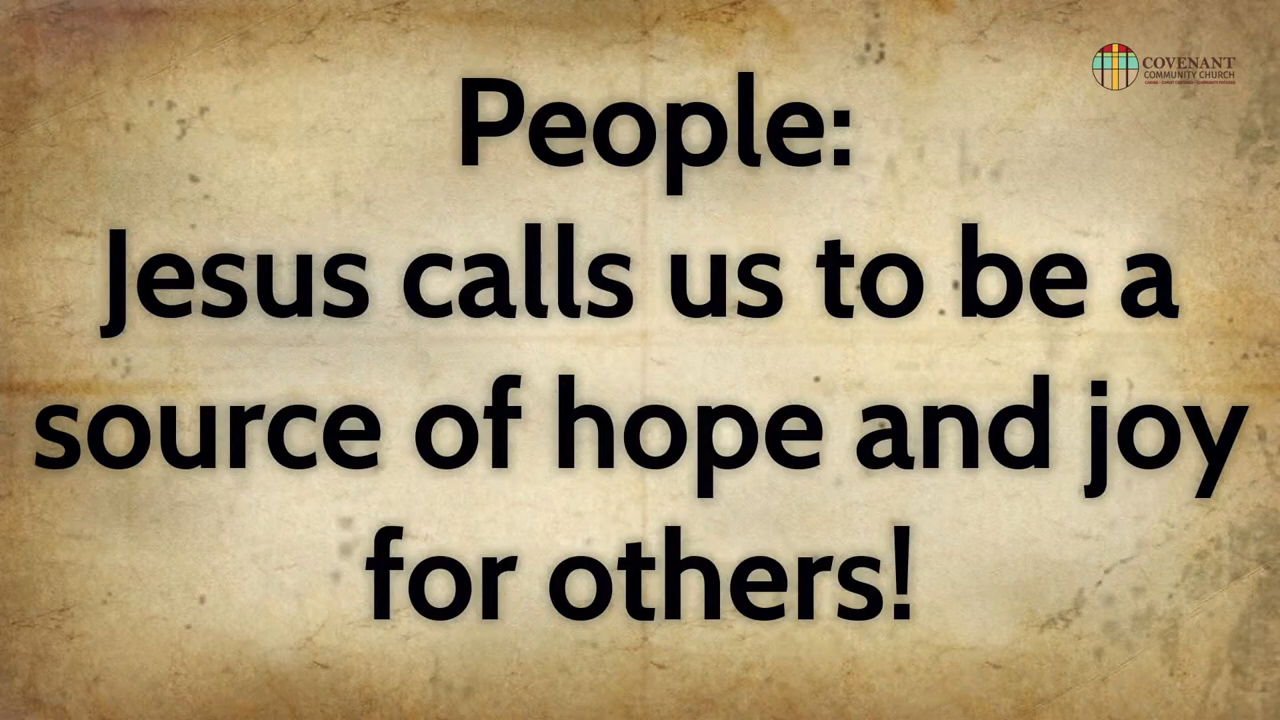 COVENANT
COMMUNITY CHURCH
People:
Jesus calls us to be a
source of hope and joy
for others!